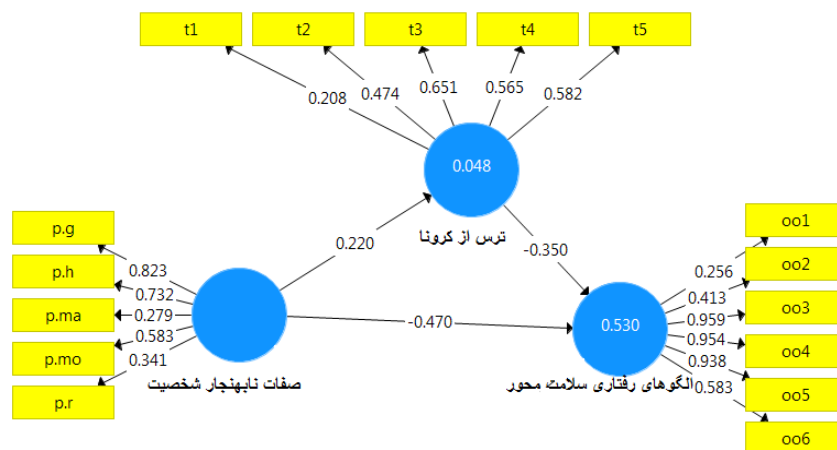 t1
t2
t3
t4
t5
0.208
0.474
0.651
0.565
0.582
0.048
ترس از کرونا
p.g
p.h
p.ma
p.mo
p.r
0.823
0.732
0.279
0.583
0.341
صفات نابهنجار شخصیت
0.220
-0.350
-0.470
0.530
الگوهای رفتاری سلامت محور
0.256
0.413
0.959
0.954
0.938
0.583
oo1
oo2
oo3
oo4
oo5
oo6